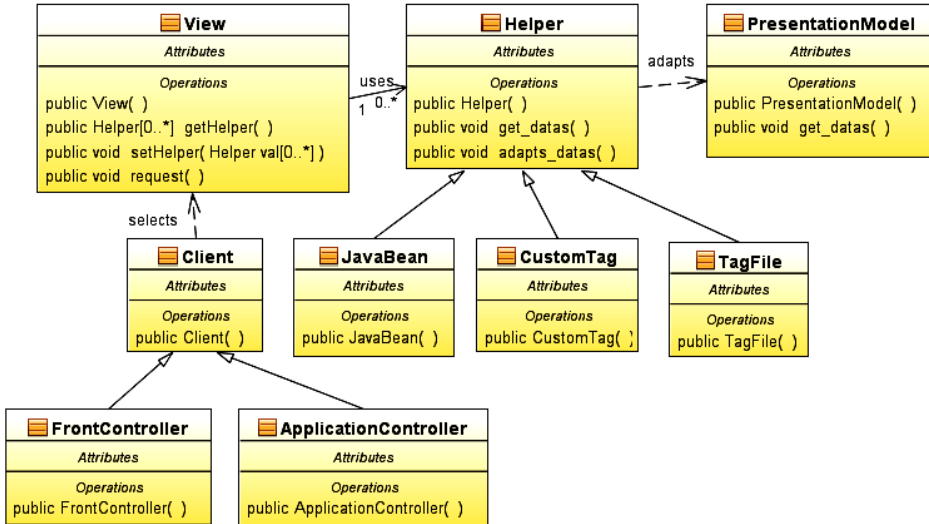 View
Attributes
Operations
public View( )
public Helper[0..*] getHelper( )
public void setHelper( Helper val[0..*] )
public void request( )
uses
1 0..*
Helper
Attributes
Operations
public Helper( )
public void get_datas( )
public void adapts_datas( )
adapts
PresentationModel
Attributes
Operations
public PresentationModel( )
public void get_datas( )
selects
Client
Attributes
Operations
public Client( )
JavaBean
Attributes
Operations
public JavaBean( )
CustomTag
Attributes
Operations
public CustomTag( )
TagFile
Attributes
Operations
public TagFile( )
FrontController
Attributes
Operations
public FrontController( )
ApplicationController
Attributes
Operations
public ApplicationController( )